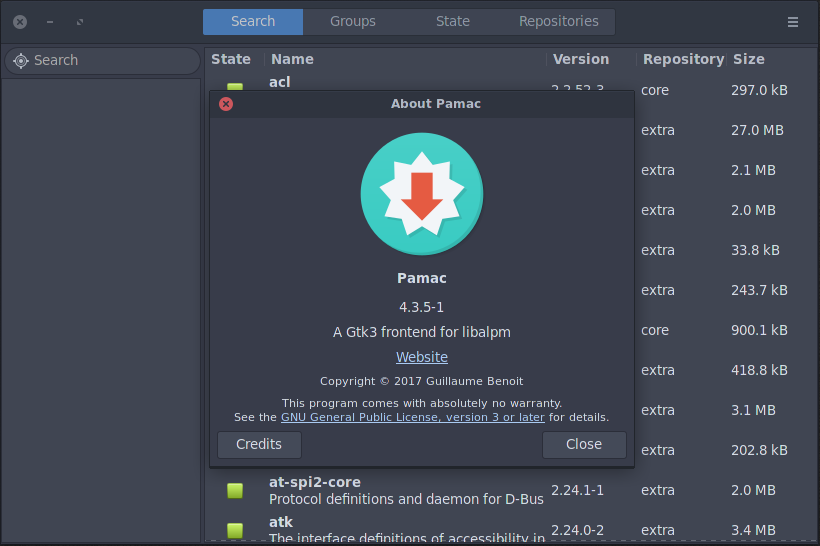 Search Groups State Repositories
Search
State Name Version Repository Size
acl
core 297.0 kB
About Pamac
extra 27.0 MB
extra 2.1 MB
extra 2.0 MB
extra 33.8 kB
Pamac
extra 243.7 kB
4.3.5-1
A Gtk3 frontend for libalpm
core 900.1 kB
Website
extra 418.8 kB
Copyright © 2017 Guillaume Benoit
This program comes with absolutely no warranty.
extra 3.1 MB
See the GNU General Public License, version 3 or later for details.
Credits Close
extra 202.8 kB
at-spi2-core
Protocol definitions and daemon for D-Bus
2.24.1-1 extra 2.0 MB
atk
The interface definitions of accessibility in
2.24.0-2 extra 3.4 MB